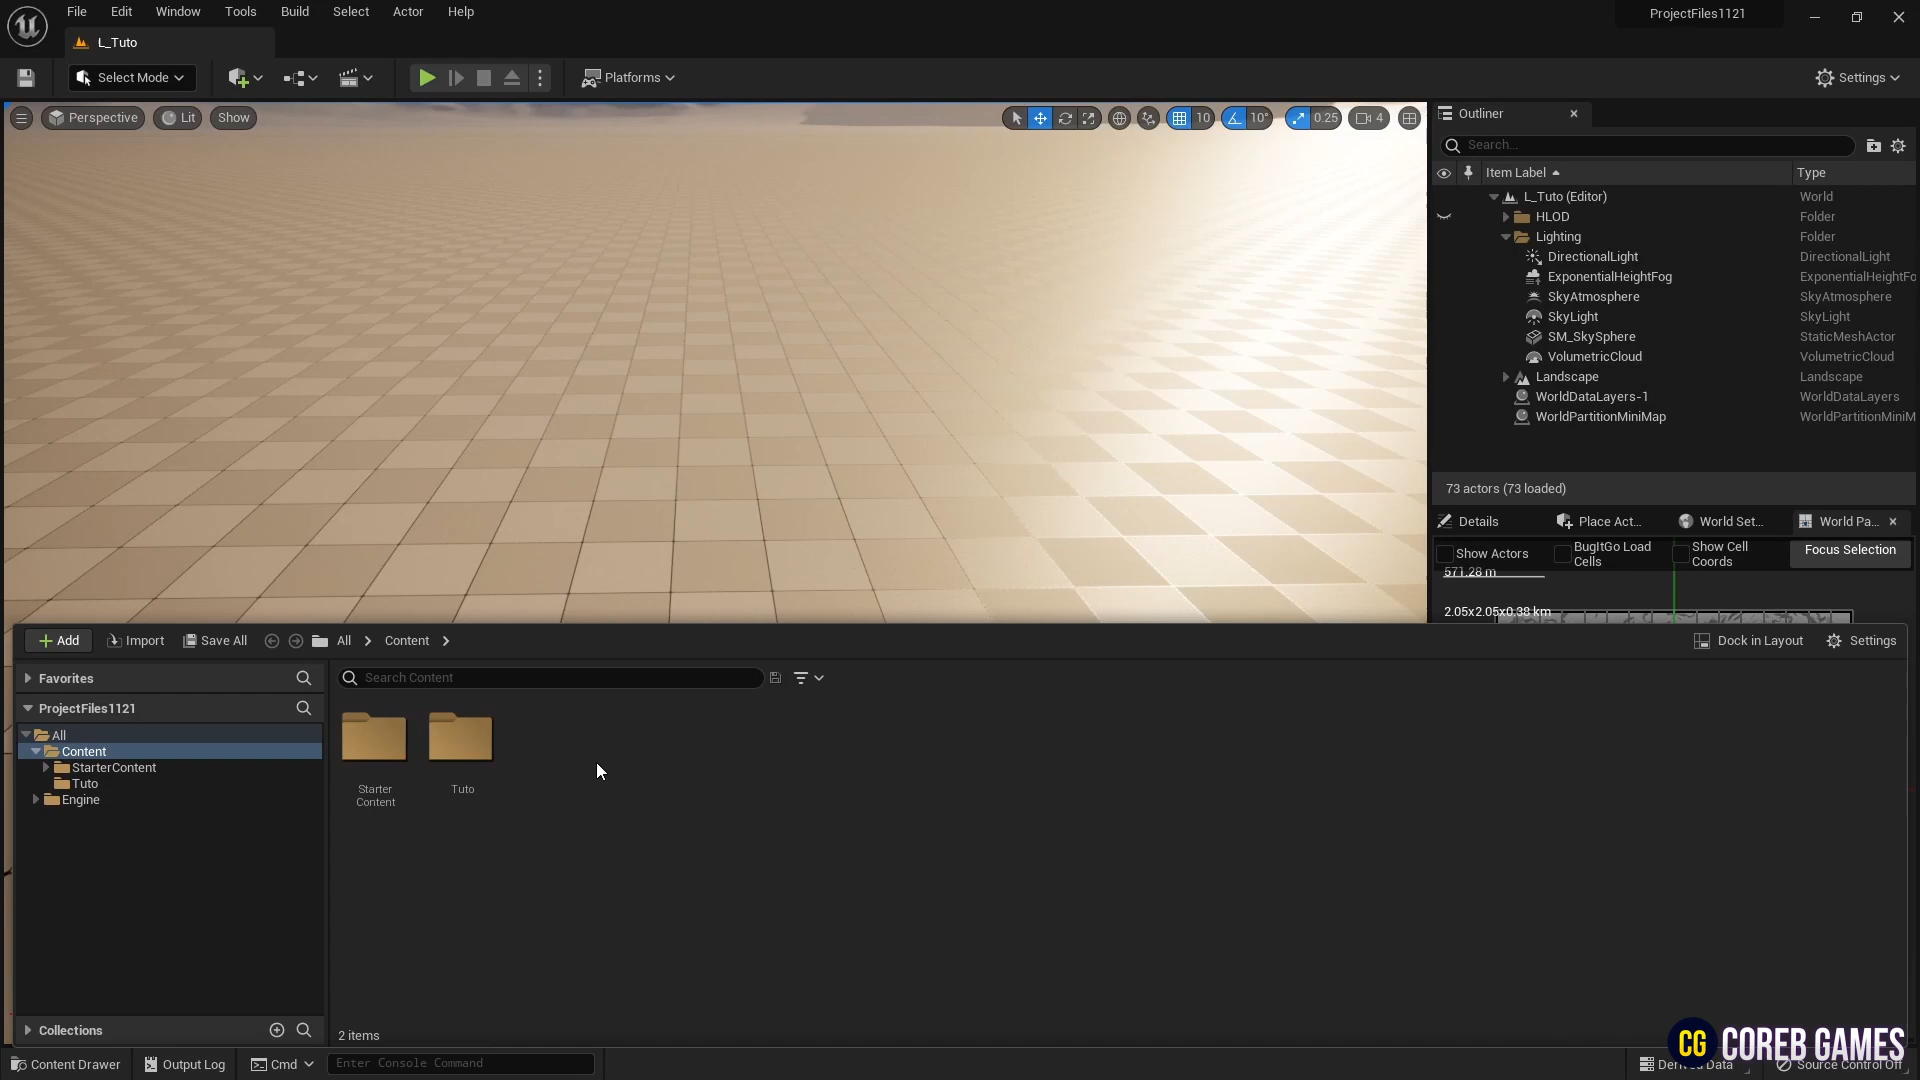 File Edit Window Tools Build Select Actor Help
ProjectFiles1121
L_Tuto
Select Mode
Platforms
Settings
Perspective Lit Show
10 10° 0.25 4
Outliner
Search...
Item Label Type
L_Tuto (Editor) World
HLOD Folder
Lighting Folder
DirectionalLight DirectionalLight
ExponentialHeightFog ExponentialHeightFo
SkyAtmosphere SkyAtmosphere
SkyLight SkyLight
SM_SkySphere StaticMeshActor
VolumetricCloud VolumetricCloud
Landscape Landscape
WorldDataLayers-1 WorldDataLayers
WorldPartitionMiniMap WorldPartitionMiniM
73 actors (73 loaded)
Details Place Act... World Set... World Pa...
Show Actors
BugItGo Load
Cells
Show Cell
Coords
Focus Selection
571.28 m
2.05x2.05x0.38 km
Add Import Save All All Content
Dock in Layout Settings
Favorites
Search Content
ProjectFiles1121
All
Content
StarterContent
Tuto
Engine
Starter
Content
Tuto
Collections
2 items
Content Drawer Output Log Cmd Enter Console Command
Source Control Off
CG COREB GAMES